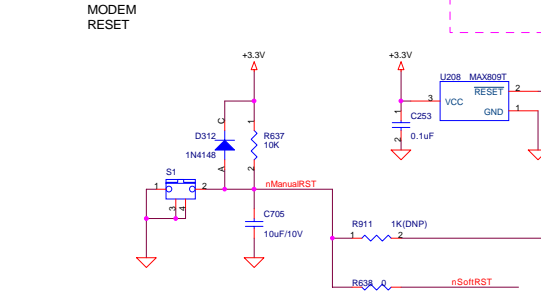 MODEM
RESET
+3.3V
+3.3V
U208 MAX809T
RESET 2
3 VCC
GND 1
1 C253
2 0.1uF
D312 C
1N4148 A
1 R637
10K
2
S1
1 2 nManualRST
3 4
C705
10uF/10V
R911 1K(DNP)
1 2
R638 0 nSoftRST